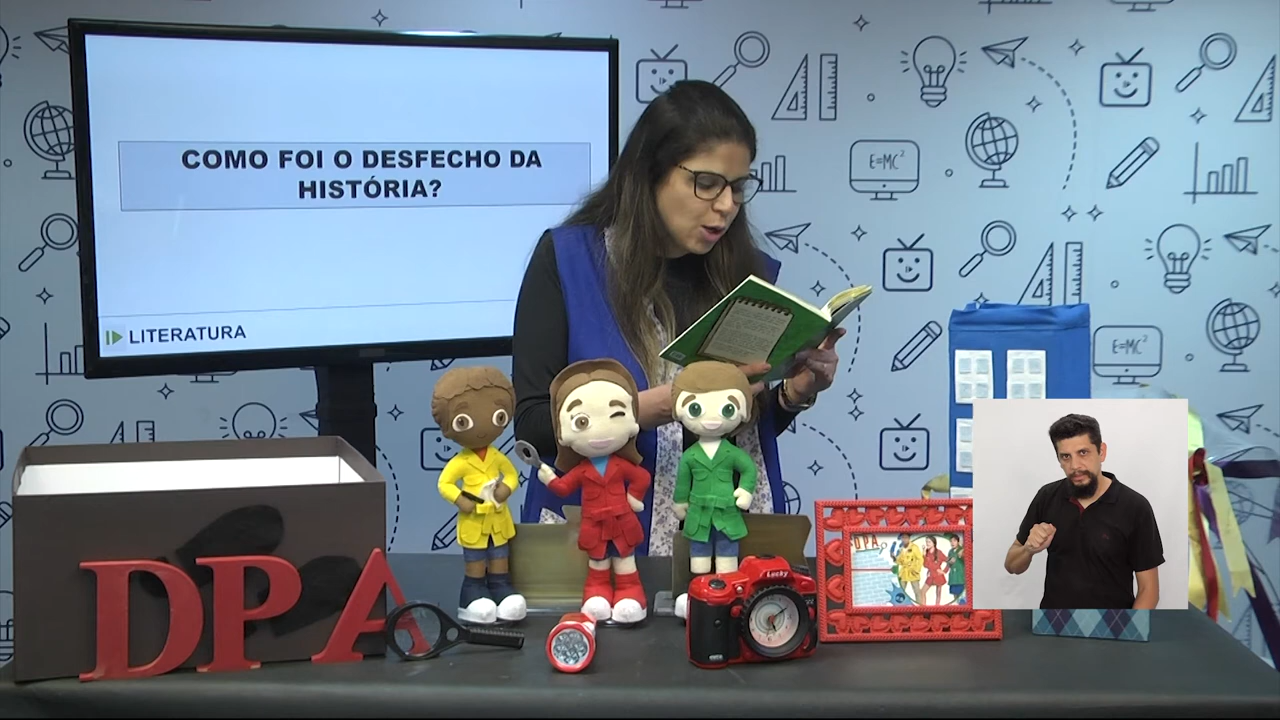 COMO FOI O DESFECHO DA
HISTÓRIA?
LITERATURA
E=MC²
E=MC²
DPA
Lucky
DPA